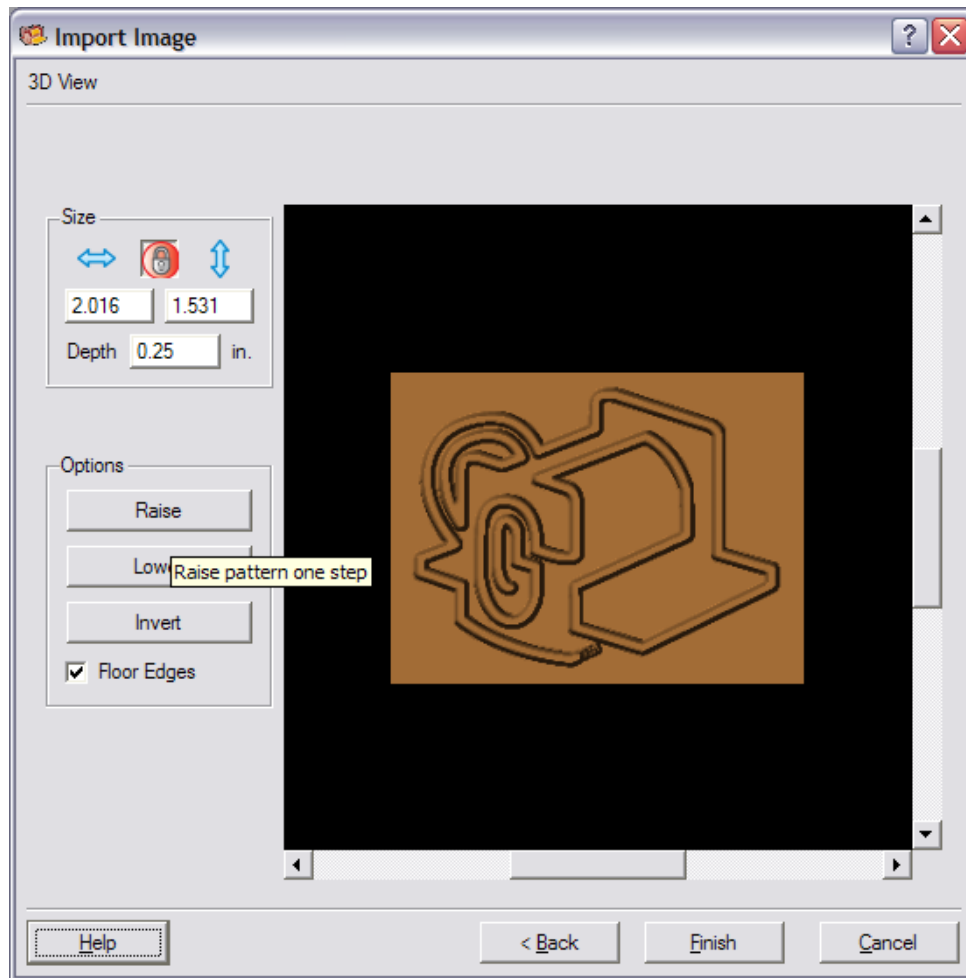 Import Image
3D View
Size
2.016 1.531
Depth 0.25 in.
Options
Raise
Low
Raise pattern one step
Invert
Floor Edges
Help < Back Finish Cancel